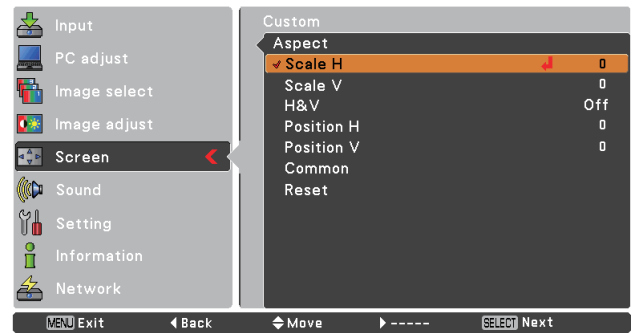 Input
PC adjust
Image select
Image adjust
Screen
Sound
Setting
Information
Network
Custom
Aspect
Scale H 0
Scale V 0
H&V Off
Position H 0
Position V 0
Common
Reset
MENU Exit Back Move ----- SELECT Next